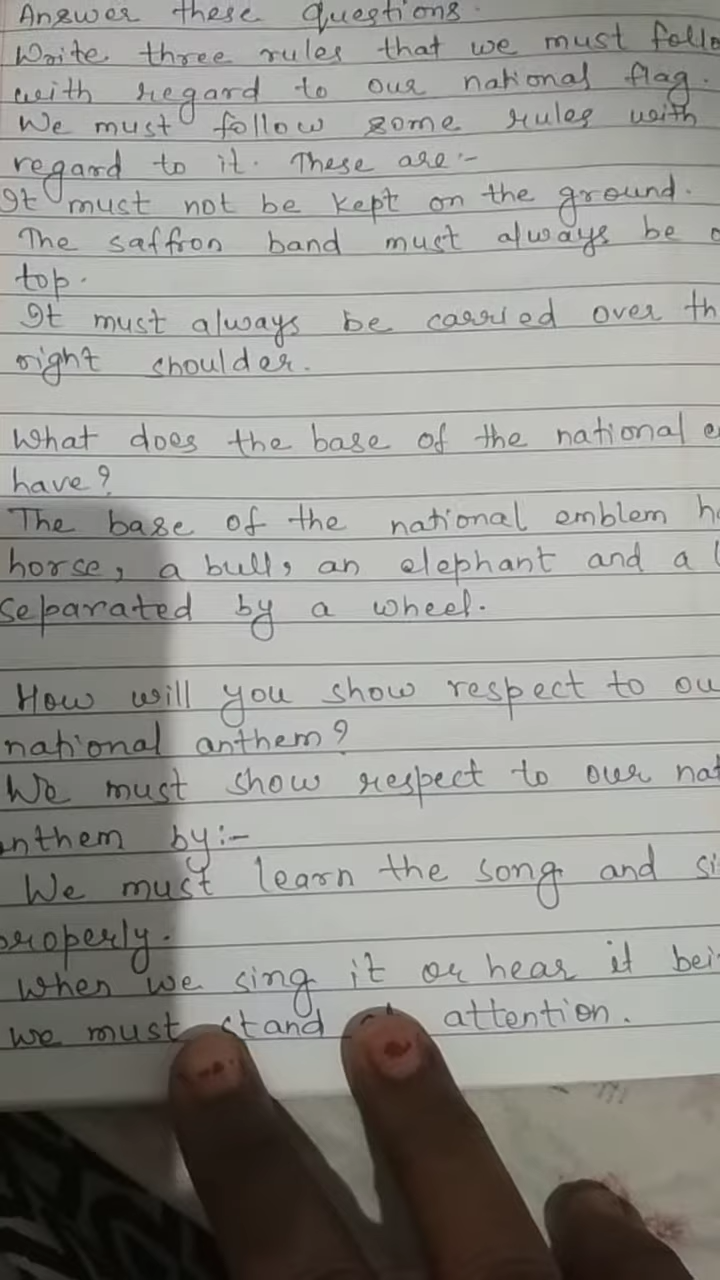 Answer these questions.
Write three rules that we must follo
with regard to our national flag.
We must follow some rules with
regard to it. These are:-
It must not be kept on the ground.
The saffron band must always be o
top.
It must always be carried over th
right shoulder.
What does the base of the national e
have?
The base of the national emblem ha
horse, a bull, an elephant and a l
separated by a wheel.
How will you show respect to ou
national anthem?
We must show respect to our nat
anthem by:-
We must learn the song and si
properly.
When we sing it or hear it bei
we must stand attention.